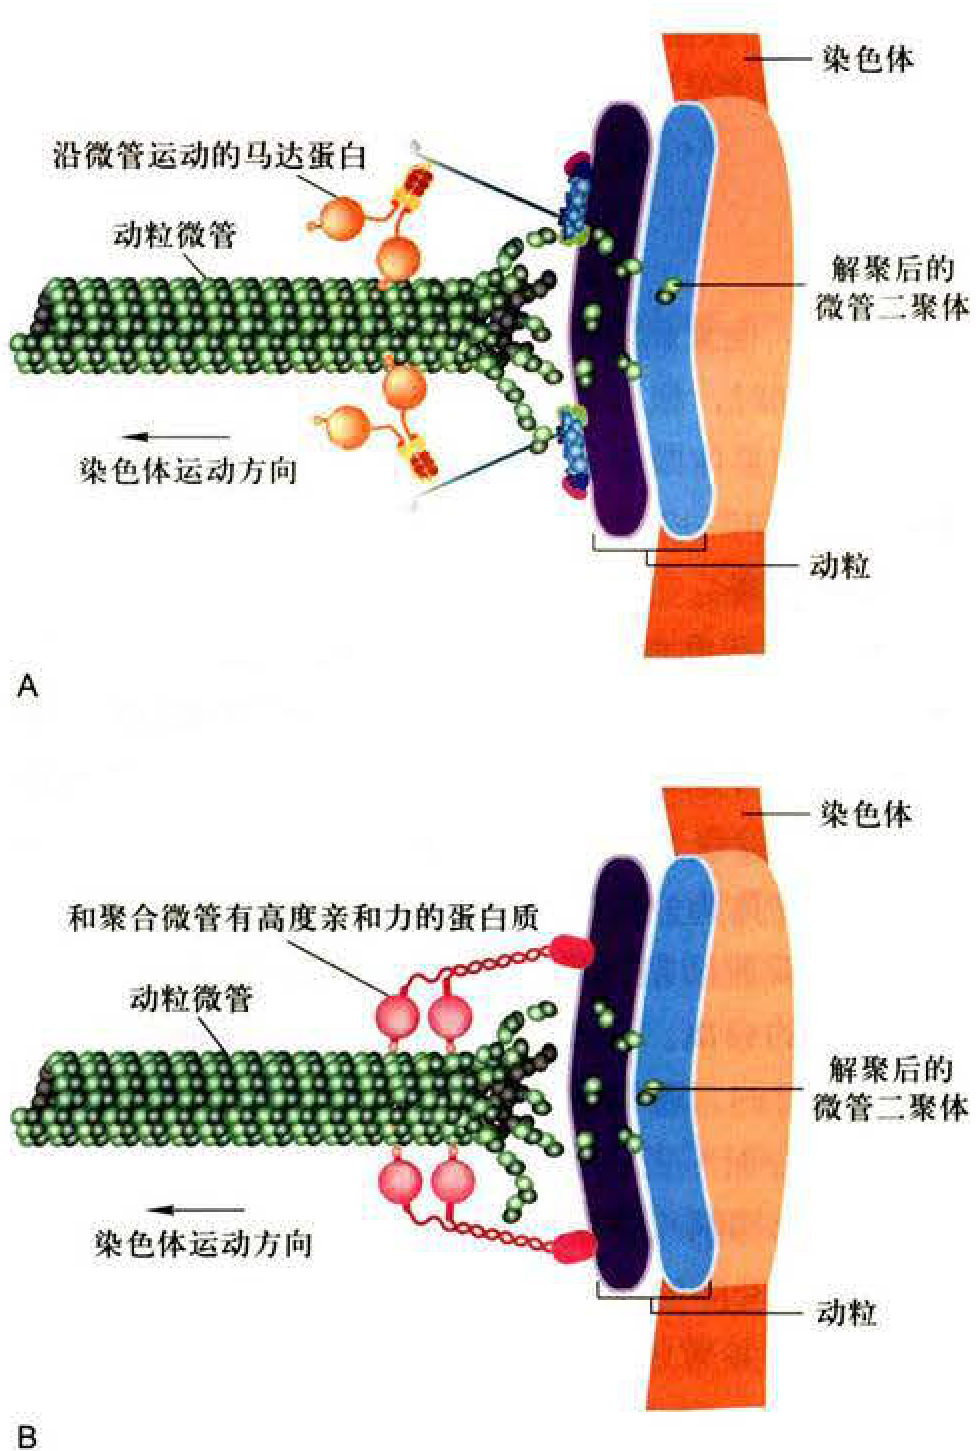 染色体
沿微管运动的马达蛋白
动粒微管
解聚后的
微管二聚体
染色体运动方向
动粒
A
染色体
和聚合微管有高度亲和力的蛋白质
动粒微管
解聚后的
微管二聚体
染色体运动方向
动粒
B